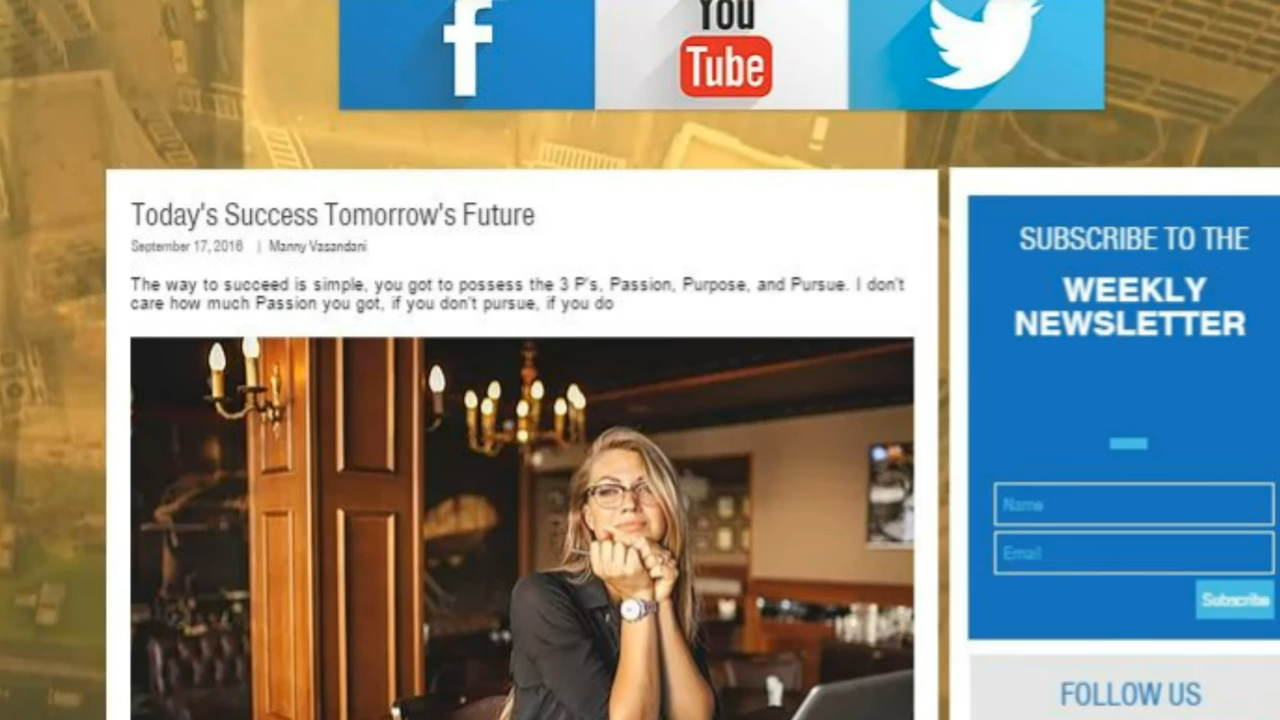 You
Tube
Today's Success Tomorrow's Future
September 17, 2016 | Manny Vasandani
The way to succeed is simple, you got to possess the 3 P's, Passion, Purpose, and Pursue. I don't
care how much Passion you got, if you don't pursue, if you do
SUBSCRIBE TO THE
WEEKLY
NEWSLETTER
Name
Email
Subscribe
FOLLOW US